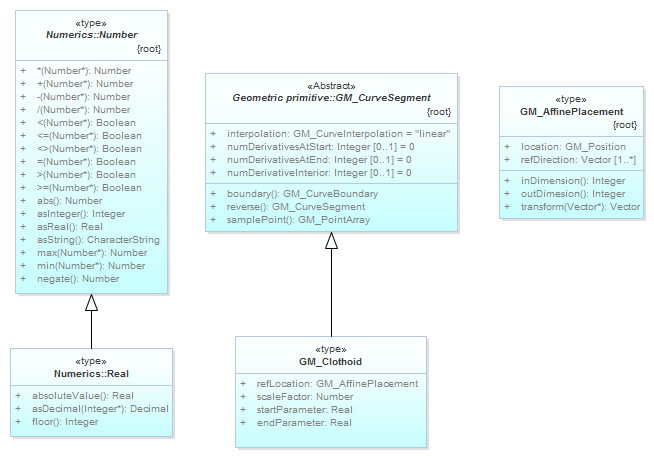 «type»
Numerics::Number
{root}
+ *(Number*): Number
+ +(Number*): Number
+ -(Number*): Number
+ /(Number*): Number
+ <(Number*): Boolean
+ <=(Number*): Boolean
+ <>(Number*): Boolean
+ =(Number*): Boolean
+ >(Number*): Boolean
+ >=(Number*): Boolean
+ abs(): Number
+ asInteger(): Integer
+ asReal(): Real
+ asString(): CharacterString
+ max(Number*): Number
+ min(Number*): Number
+ negate(): Number
«type»
Numerics::Real
+ absoluteValue(): Real
+ asDecimal(Integer*): Decimal
+ floor(): Integer
«Abstract»
Geometric primitive::GM_CurveSegment
{root}
+ interpolation: GM_CurveInterpolation = "linear"
+ numDerivativesAtStart: Integer [0..1] = 0
+ numDerivativesAtEnd: Integer [0..1] = 0
+ numDerivativeInterior: Integer [0..1] = 0
+ boundary(): GM_CurveBoundary
+ reverse(): GM_CurveSegment
+ samplePoint(): GM_PointArray
«type»
GM_Clothoid
+ refLocation: GM_AffinePlacement
+ scaleFactor: Number
+ startParameter: Real
+ endParameter: Real
«type»
GM_AffinePlacement
{root}
+ location: GM_Position
+ refDirection: Vector [1..*]
+ inDimension(): Integer
+ outDimesion(): Integer
+ transform(Vector*): Vector